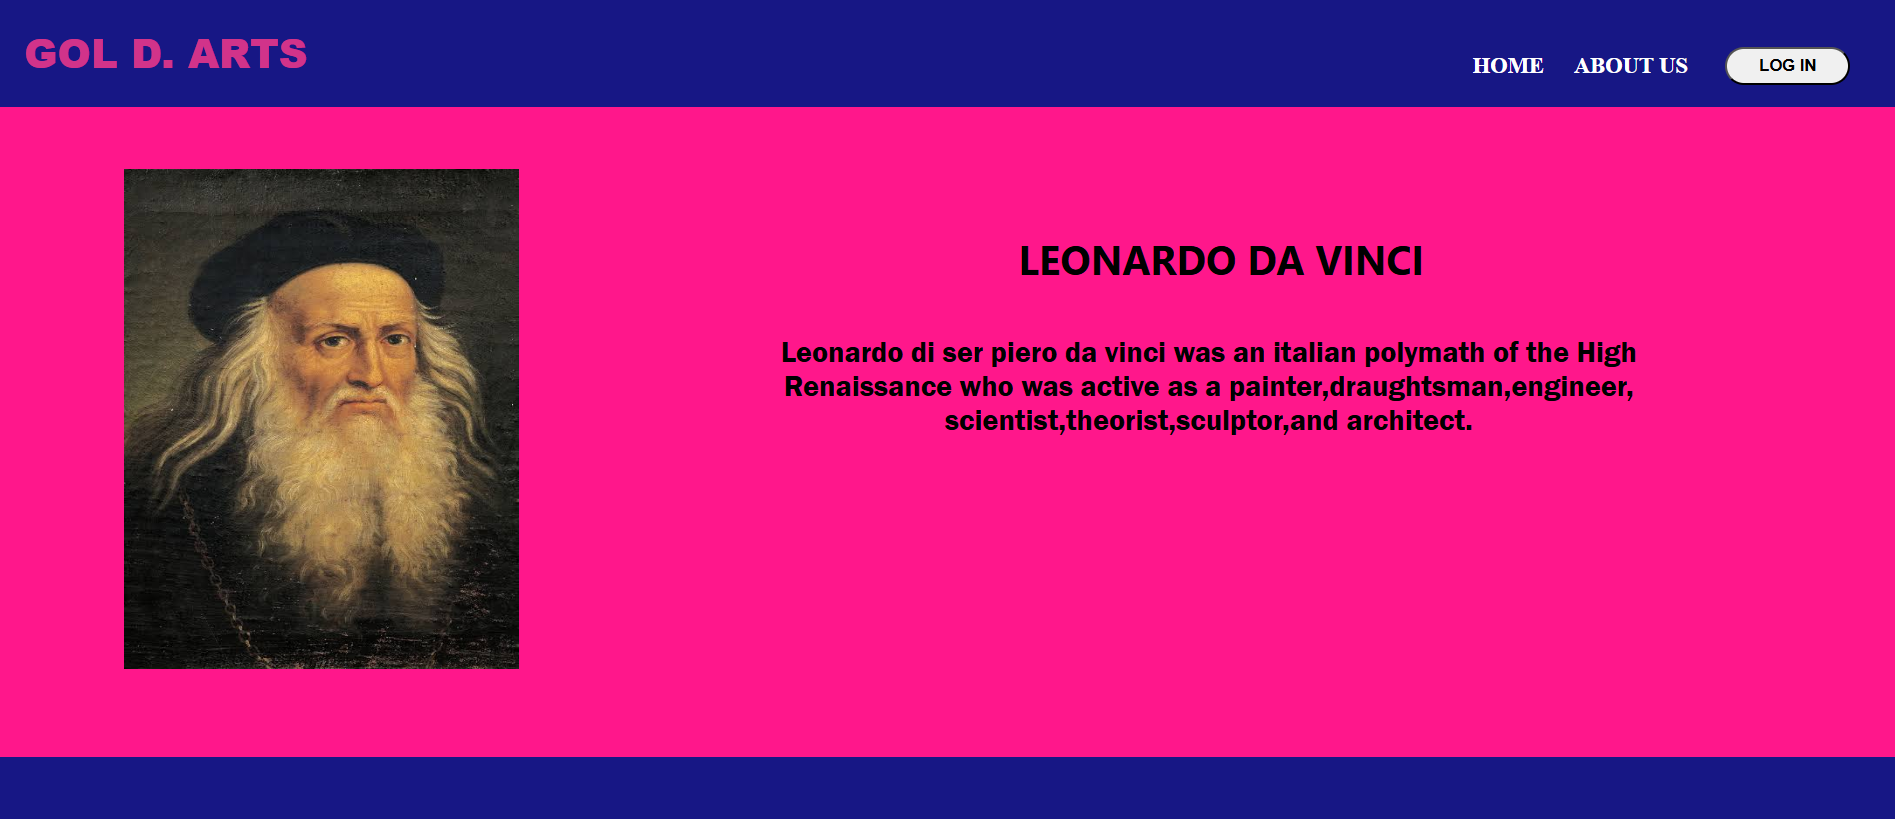 GOL D. ARTS
HOME ABOUT US LOG IN
LEONARDO DA VINCI
Leonardo di ser piero da vinci was an italian polymath of the High
Renaissance who was active as a painter,draughtsman,engineer,
scientist,theorist,sculptor,and architect.